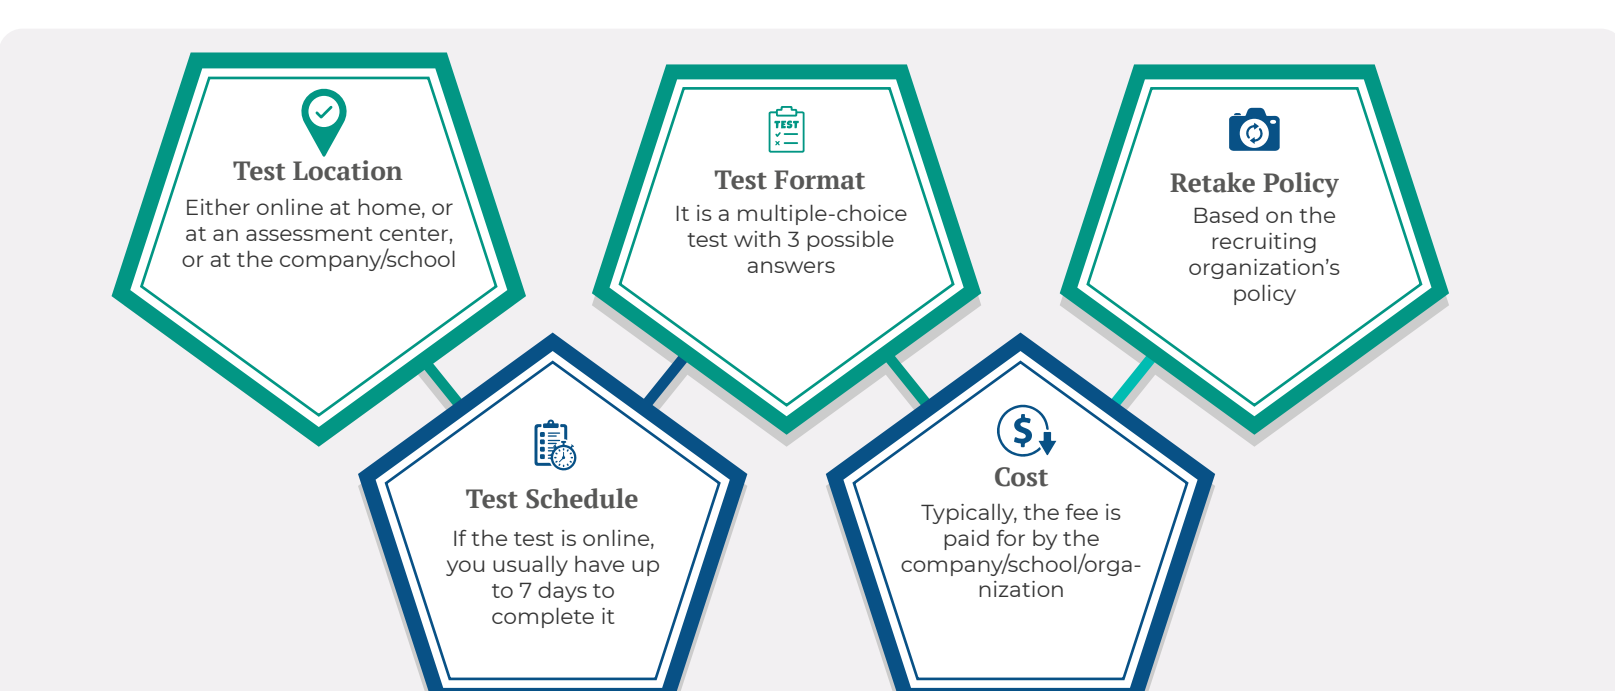 Test Location
Either online at home, or
at an assessment center,
or at the company/school
TEST
Test Format
It is a multiple-choice
test with 3 possible
answers
Retake Policy
Based on the
recruiting
organization’s
policy
Test Schedule
If the test is online,
you usually have up
to 7 days to
complete it
$
Cost
Typically, the fee is
paid for by the
company/school/orga-
nization